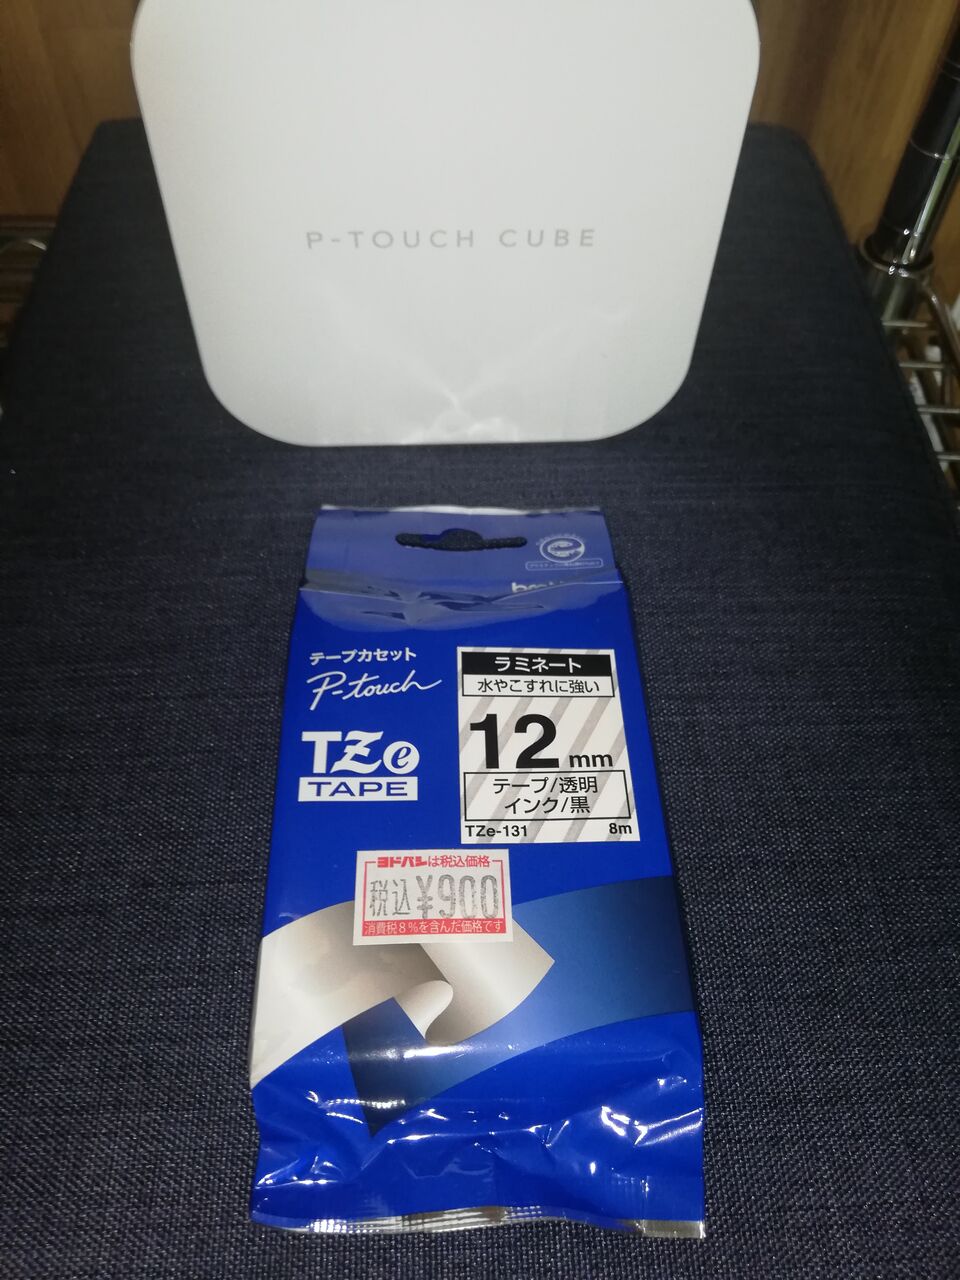 P-TOUCH CUBE
テープカセット
P-touch
TZe
TAPE
ラミネート
水やこすれに強い
12mm
テープ/透明
インク/黒
TZe-131 8m
ヨドバシは税込価格
税込¥900
消費税8%を含んだ価格です